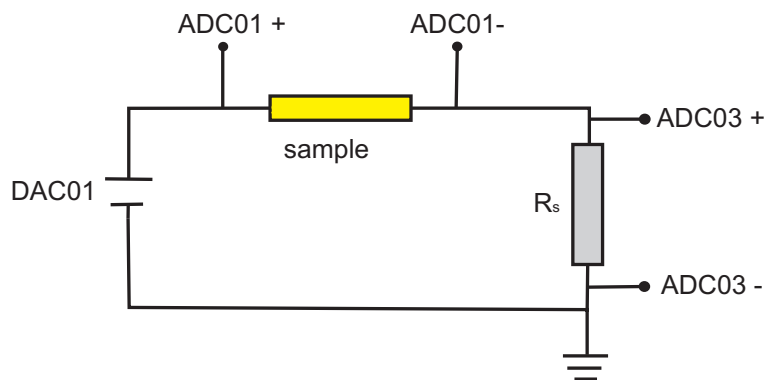 ADC01 +
ADC01-
ADC03 +
sample
DAC01
Rs
ADC03 -